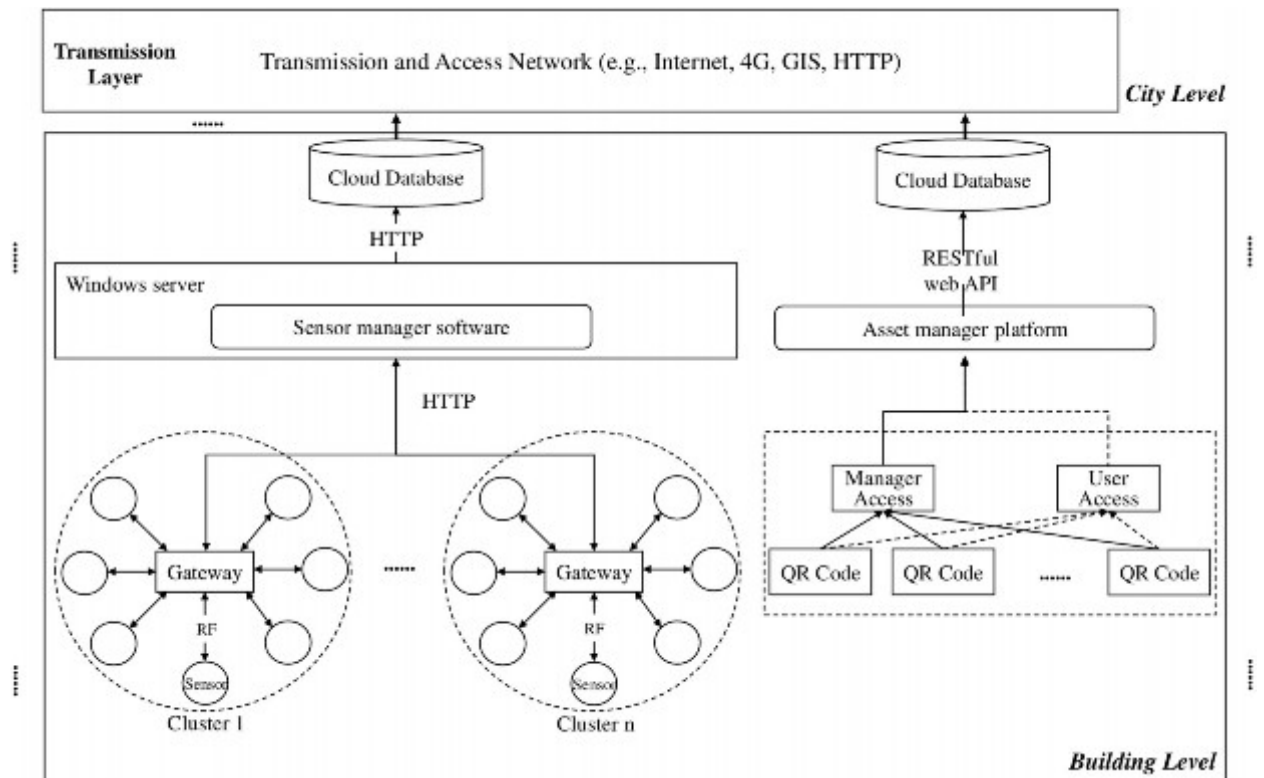 Transmission
Layer
Transmission and Access Network (e.g., Internet, 4G, GIS, HTTP)
City Level
......
Cloud Database
Cloud Database
HTTP
RESTful
web API
......
......
Windows server
Sensor manager software
Asset manager platform
HTTP
Manager
Access
User
Access
Gateway
......
Gateway
QR Code
QR Code
......
QR Code
RF
RF
Sensor
Sensor
......
......
Cluster 1
Cluster n
Building Level